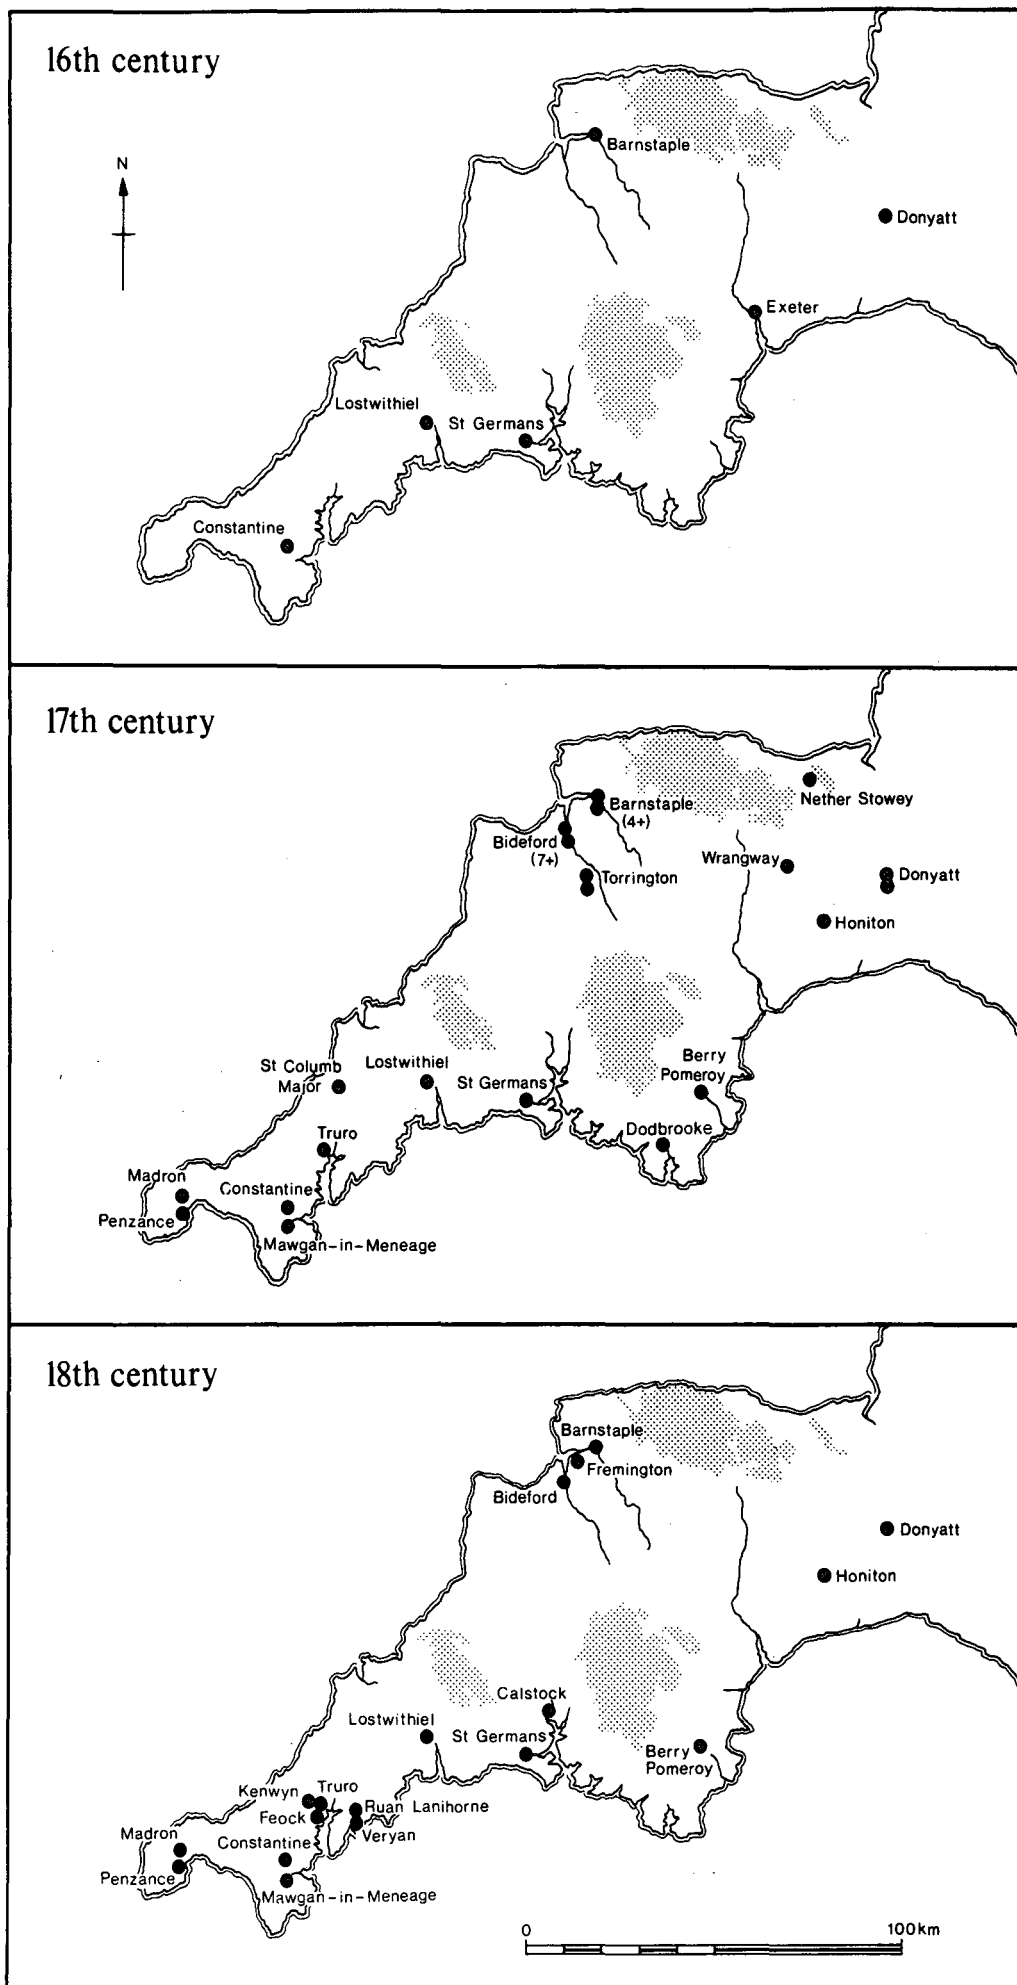 16th century
N
Barnstaple
Donyatt
Exeter
Lostwithiel
St Germans
Constantine
17th century
Nether Stowey
Barnstaple
(4+)
Bideford
(7+)
Wrangway
Torrington
Donyatt
Honiton
St Columb
Major
Lostwithiel
St Germans
Berry
Pomeroy
Dodbrooke
Truro
Madron
Constantine
Penzance
Mawgan-in-Meneage
18th century
Barnstaple
Fremington
Bideford
Donyatt
Honiton
Calstock
Lostwithiel
St Germans
Berry
Pomeroy
Kenwyn
Truro
Ruan Lanihorne
Feock
Veryan
Madron
Constantine
Penzance
Mawgan-in-Meneage
0
100km